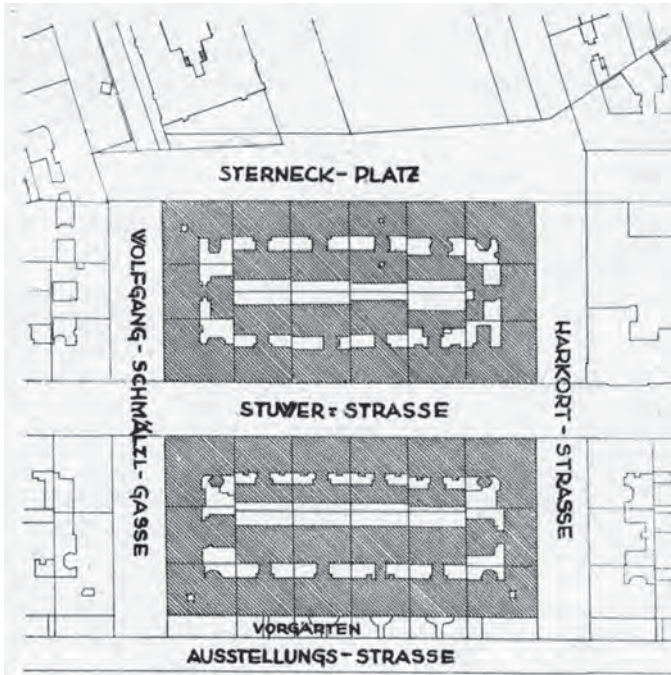 STERNECK-PLATZ
WOLFGANG-SCHMÄLZL-GASSE
HARKORT-STRASSE
STUWER-STRASSE
VORGÄRTEN
AUSSTELLUNGS-STRASSE